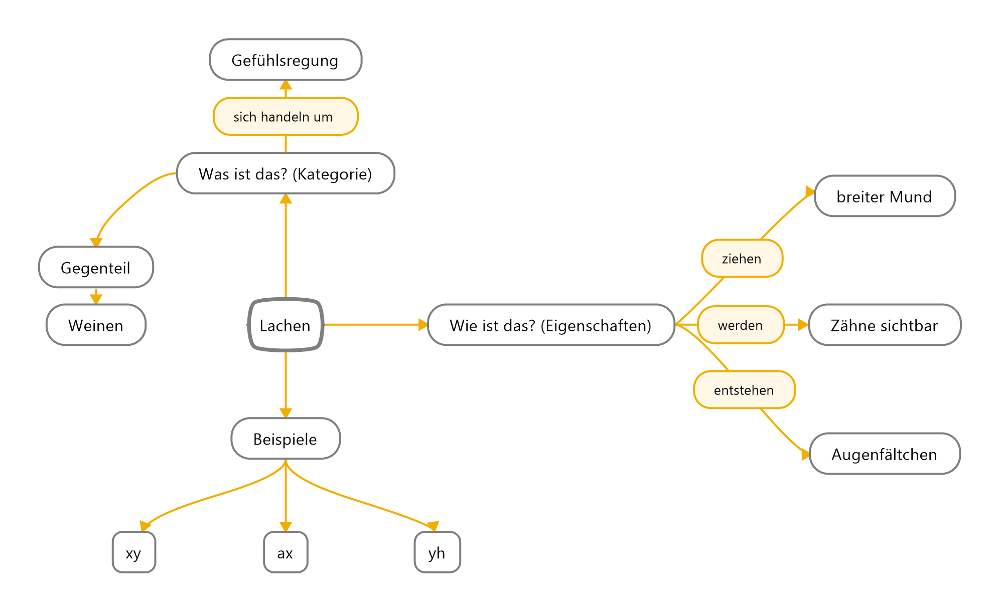 Gefühlsregung
sich handeln um
Was ist das? (Kategorie)
Gegenteil
Weinen
Lachen
Wie ist das? (Eigenschaften)
ziehen
breiter Mund
werden
Zähne sichtbar
entstehen
Augenfältchen
Beispiele
xy
ax
yh